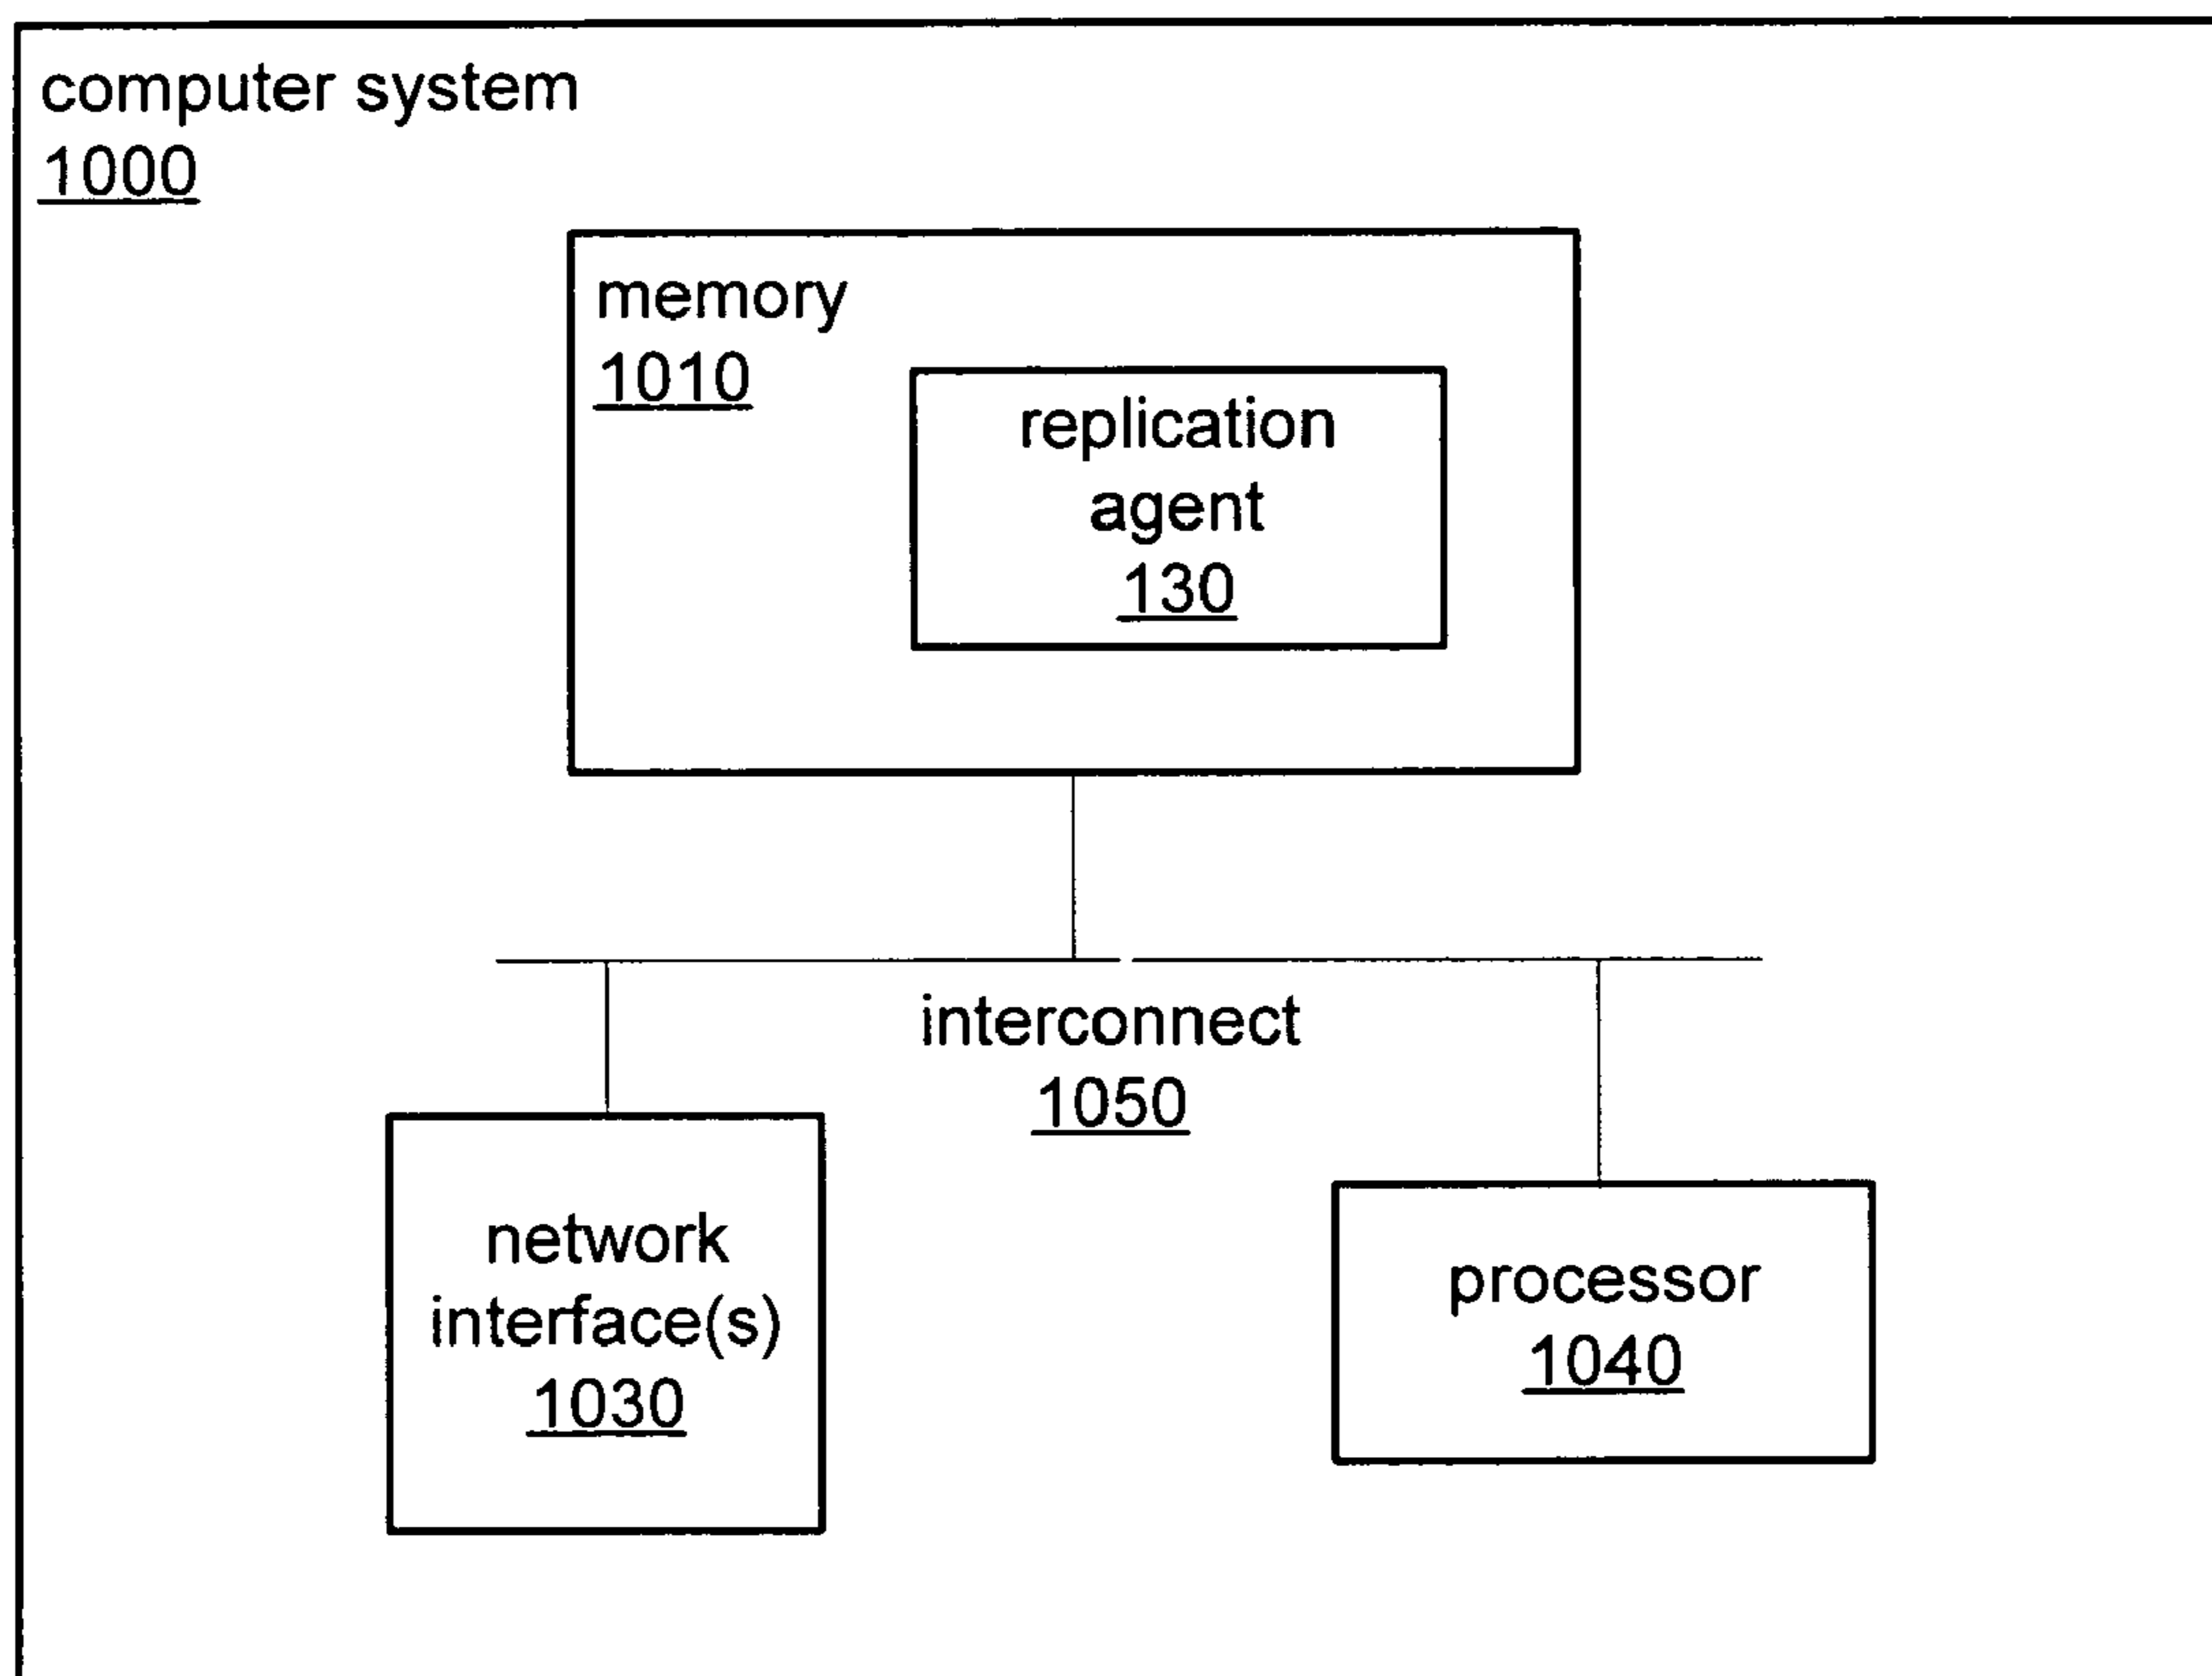 computer system
1000
memory
1010
replication
agent
130
interconnect
1050
network
interface(s)
1030
processor
1040